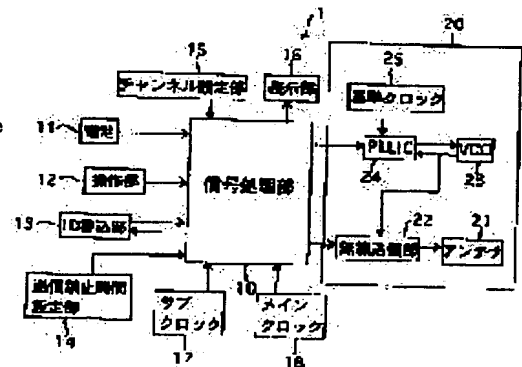 1
20
15
16
25
チャンネル設定部
表示部
基準クロック
11
電池
PLLIC
VCO
24
23
12
操作部
信号処理部
13
ID書込部
22
21
無線送信部
アンテナ
送信禁止時間
設定部
14
10
サブ
クロック
17
メイン
クロック
18